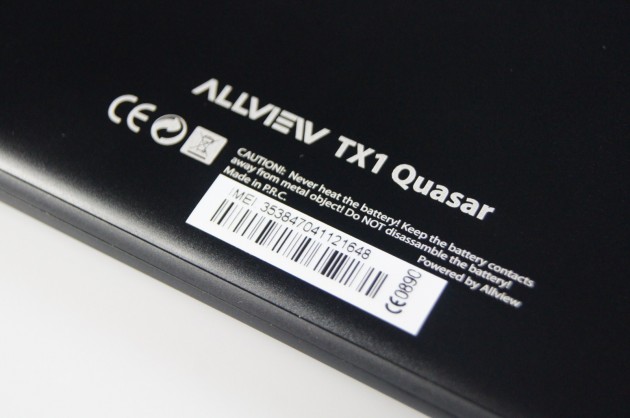 ALLVIEW TX1 Quasar
CE
CAUTION!: Never heat the battery! Keep the battery contacts
away from metal object! Do NOT disassamble the battery!
Made in P.R.C.
Powered by Allview
IMEI 353847041121648
CE0890